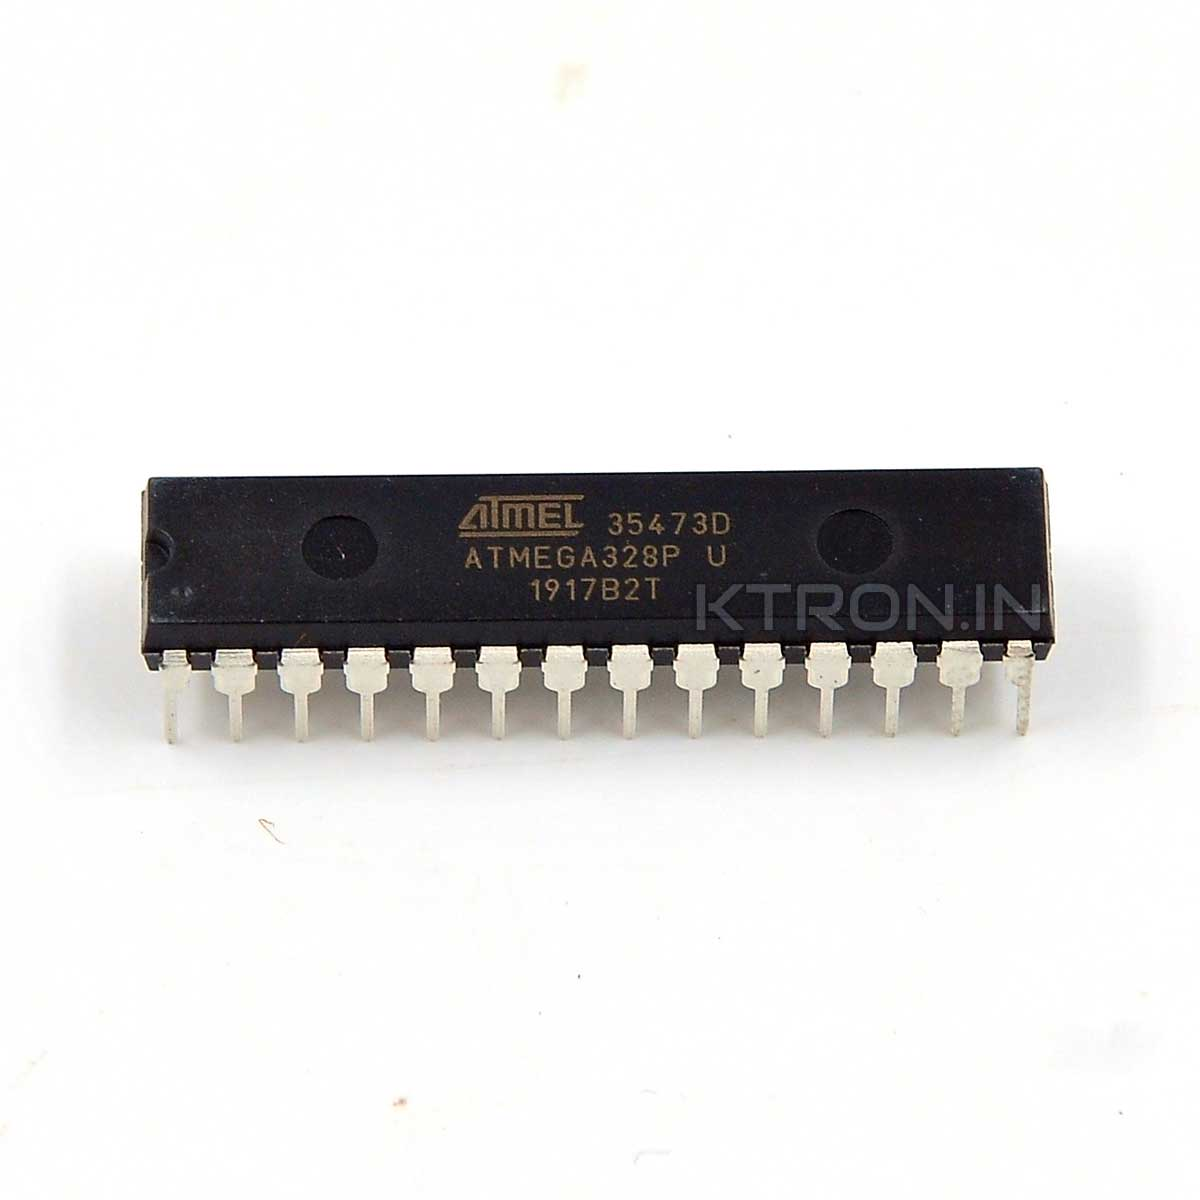 ATMEL 35473D
ATMEGA328P U
1917B2T
KTRON.IN